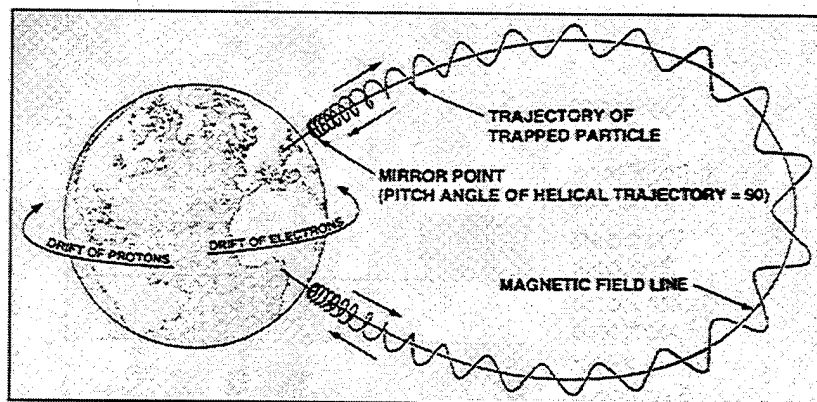 TRAJECTORY OF
TRAPPED PARTICLE
MIRROR POINT
(PITCH ANGLE OF HELICAL TRAJECTORY = 90)
DRIFT OF PROTONS
DRIFT OF ELECTRONS
MAGNETIC FIELD LINE